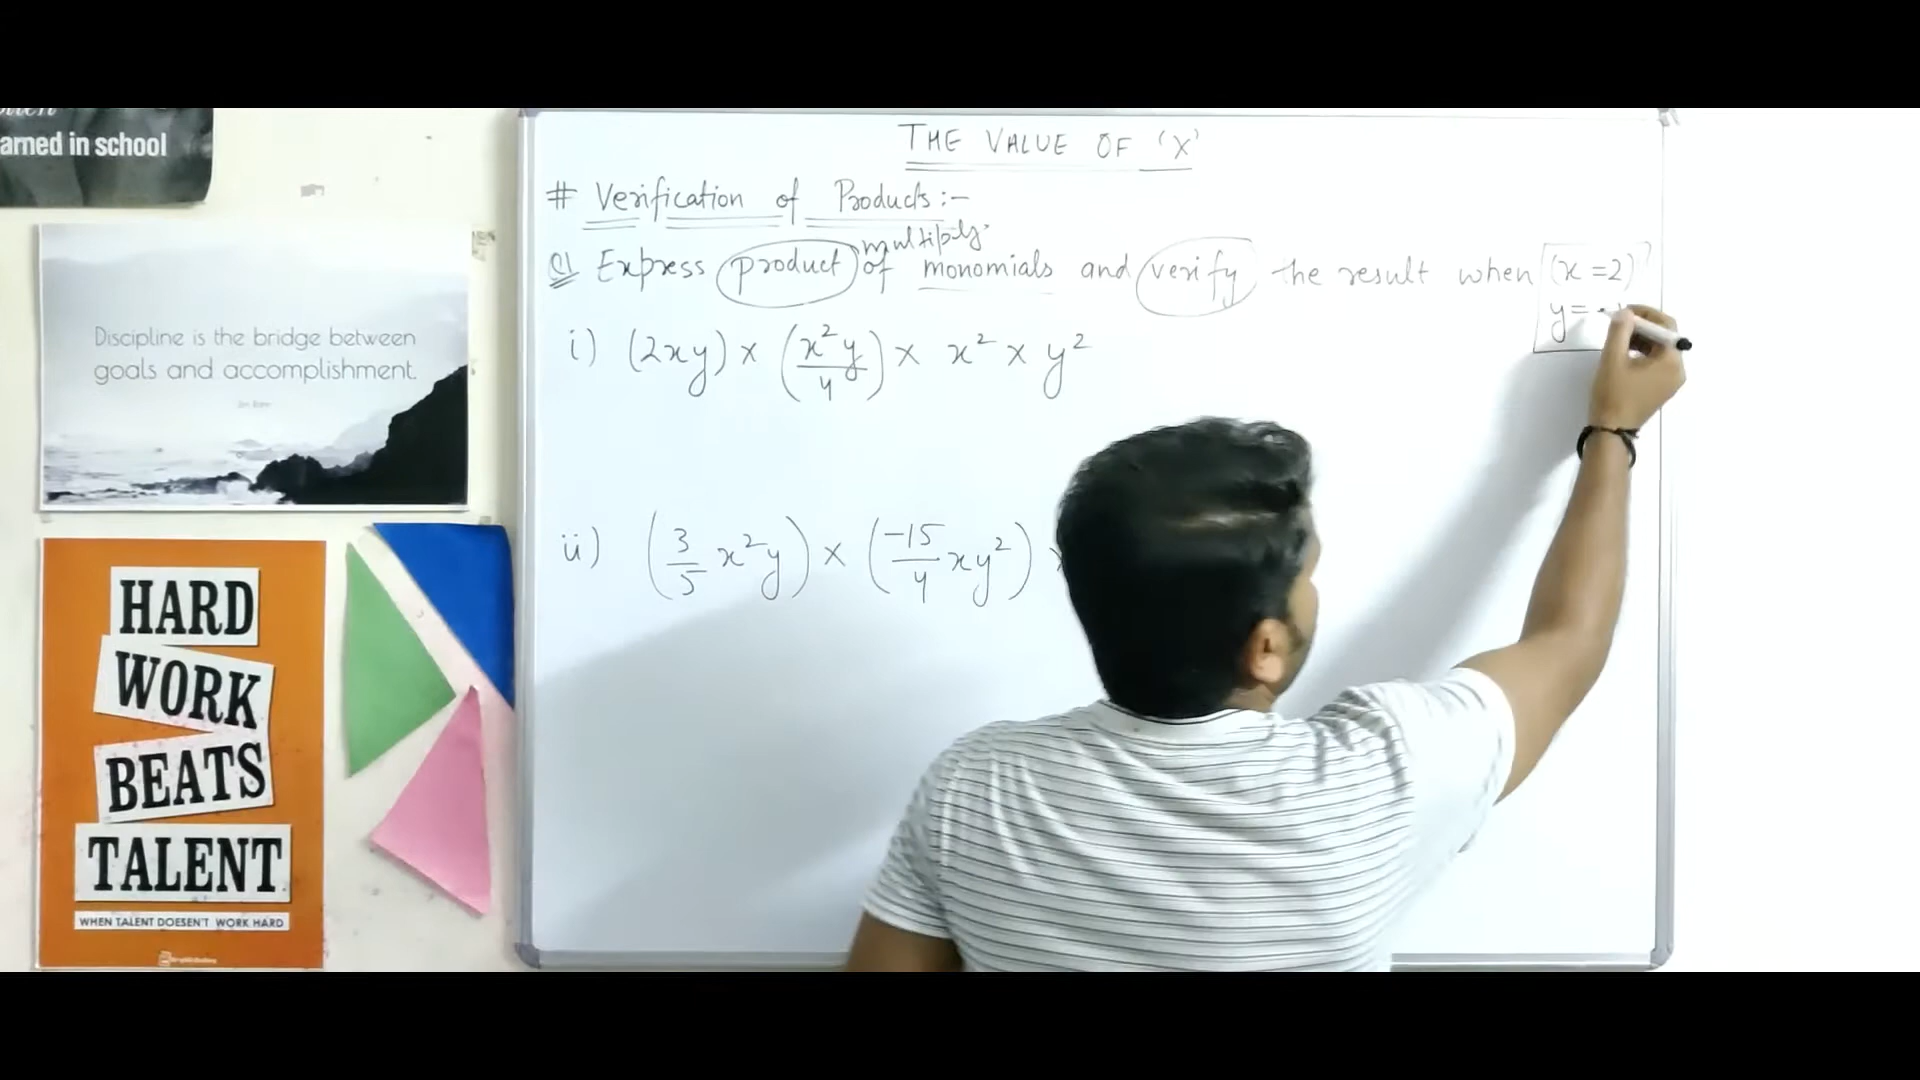 arned in school
Discipline is the bridge between
goals and accomplishment.
HARD
WORK
BEATS
TALENT
WHEN TALENT DOESEN'T WORK HARD
THE VALUE OF 'X'
# Verification of Products:-
multiply
Q1 Express product of monomials and verify the result when (x = 2)
y = -
i) (2xy) × (x²y/4) × x² × y²
ii) (3/5 x²y) × (-15/4 xy²) ×